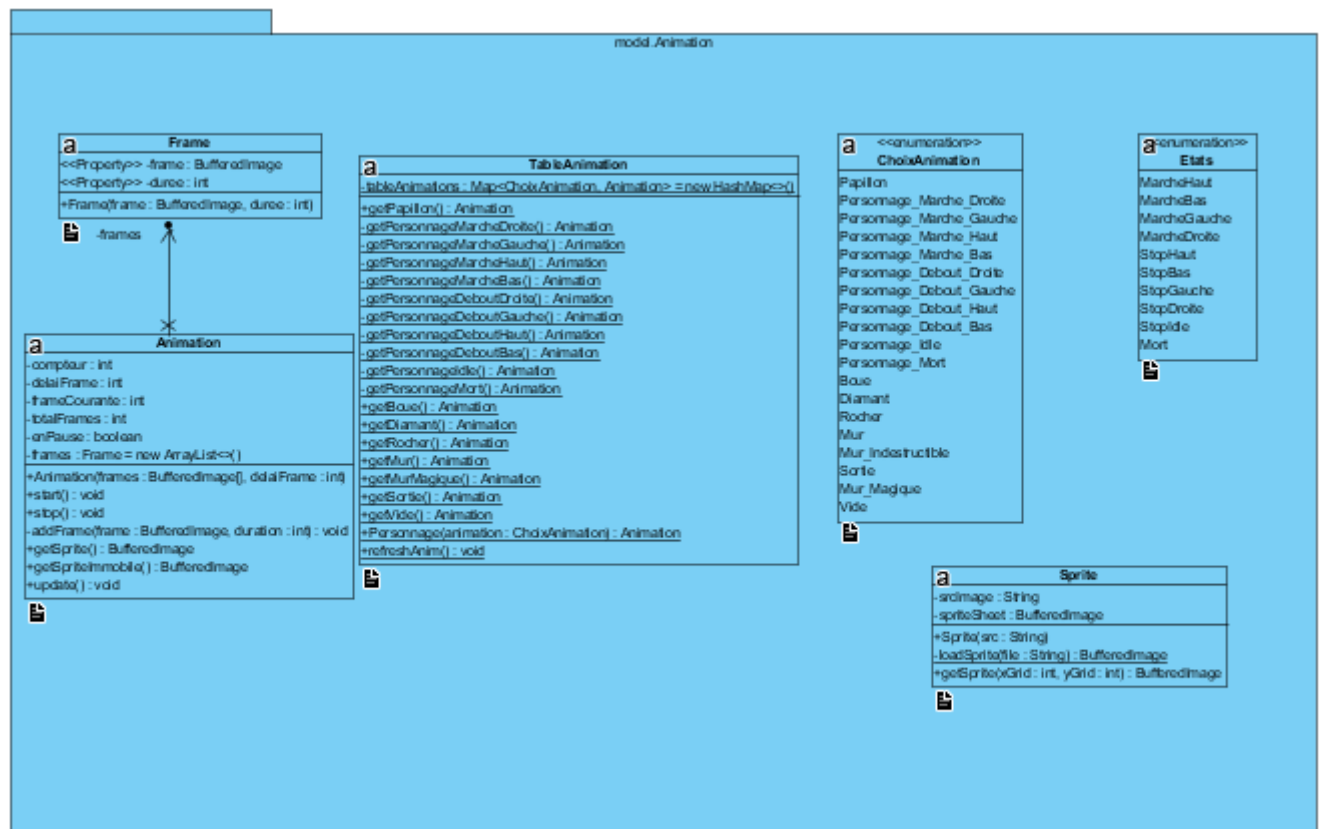 model.Animation
a
Frame
<<Property>> -frame : BufferedImage
<<Property>> -duree : int
+Frame(frame : BufferedImage, duree : int)
-frames
a
Animation
-compteur : int
-delaiFrame : int
-frameCourante : int
-totalFrames : int
-enPause : boolean
-frames : Frame = new ArrayList<>()
+Animation(frames : BufferedImage[], delaiFrame : int)
+start() : void
+stop() : void
-addFrame(frame : BufferedImage, duration : int) : void
+getSprite() : BufferedImage
+getSpriteImmobile() : BufferedImage
+update() : void
a
TableAnimation
-tableAnimations : Map<ChoixAnimation, Animation> = new HashMap<>()
+getPapillon() : Animation
-getPersonnageMarcheDroite() : Animation
-getPersonnageMarcheGauche() : Animation
-getPersonnageMarcheHaut() : Animation
-getPersonnageMarcheBas() : Animation
-getPersonnageDeboutDroite() : Animation
-getPersonnageDeboutGauche() : Animation
-getPersonnageDeboutHaut() : Animation
-getPersonnageDeboutBas() : Animation
-getPersonnageIdle() : Animation
-getPersonnageMort() : Animation
+getBoue() : Animation
+getDiamant() : Animation
+getRocher() : Animation
+getMur() : Animation
+getMurMagique() : Animation
+getSortie() : Animation
+getVide() : Animation
+Personnage(animation : ChoixAnimation) : Animation
+refreshAnim() : void
a
<<enumeration>>
ChoixAnimation
Papillon
Personnage_Marche_Droite
Personnage_Marche_Gauche
Personnage_Marche_Haut
Personnage_Marche_Bas
Personnage_Debout_Droite
Personnage_Debout_Gauche
Personnage_Debout_Haut
Personnage_Debout_Bas
Personnage_Idle
Personnage_Mort
Boue
Diamant
Rocher
Mur
Mur_Indestructible
Sortie
Mur_Magique
Vide
a
<<enumeration>>
Etats
MarcheHaut
MarcheBas
MarcheGauche
MarcheDroite
StopHaut
StopBas
StopGauche
StopDroite
StopIdle
Mort
a
Sprite
-srcImage : String
-spriteSheet : BufferedImage
+Sprite(src : String)
-loadSprite(file : String) : BufferedImage
+getSprite(xGrid : int, yGrid : int) : BufferedImage